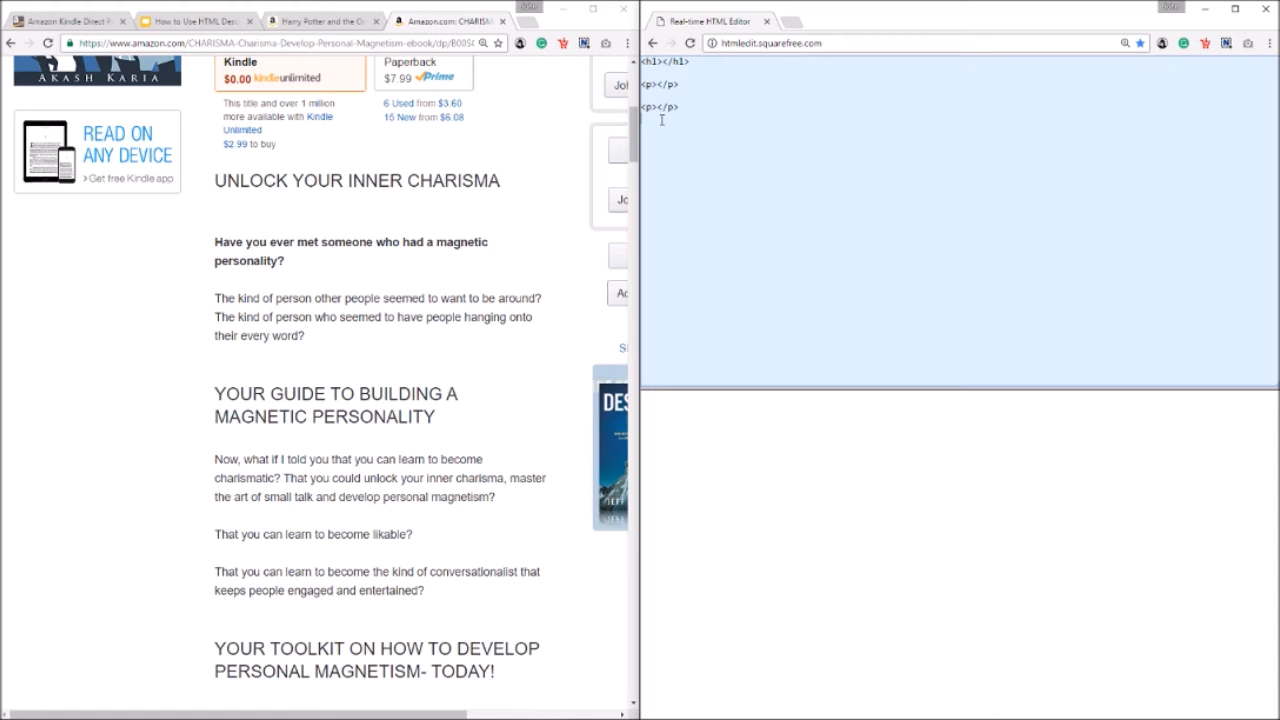 Amazon Kindle Direct P
How to Use HTML Desc
Harry Potter and the C
Amazon.com: CHARISM
Real-time HTML Editor
https://www.amazon.com/CHARISMA-Charisma-Develop-Personal-Magnetism-ebook/dp/B00S
htmledit.squarefree.com
AKASH KARIA
READ ON
ANY DEVICE
› Get free Kindle app
Kindle
$0.00 kindleunlimited
Paperback
$7.99 Prime
This title and over 1 million
more available with Kindle
Unlimited
$2.99 to buy
6 Used from $3.60
15 New from $6.08
UNLOCK YOUR INNER CHARISMA
Have you ever met someone who had a magnetic
personality?
The kind of person other people seemed to want to be around?
The kind of person who seemed to have people hanging onto
their every word?
YOUR GUIDE TO BUILDING A
MAGNETIC PERSONALITY
Now, what if I told you that you can learn to become
charismatic? That you could unlock your inner charisma, master
the art of small talk and develop personal magnetism?
That you can learn to become likable?
That you can learn to become the kind of conversationalist that
keeps people engaged and entertained?
YOUR TOOLKIT ON HOW TO DEVELOP
PERSONAL MAGNETISM- TODAY!
DES
JEFF
<h1></h1>
<p></p>
<p></p>